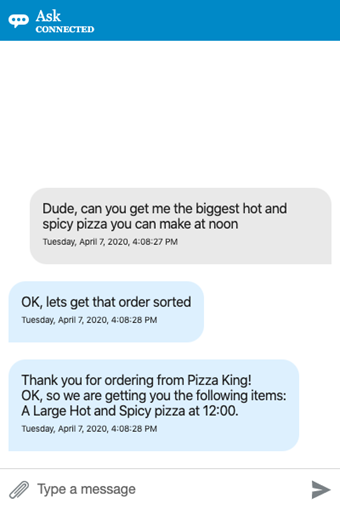 Ask
CONNECTED
Dude, can you get me the biggest hot and
spicy pizza you can make at noon
Tuesday, April 7, 2020, 4:08:27 PM
OK, lets get that order sorted
Tuesday, April 7, 2020, 4:08:28 PM
Thank you for ordering from Pizza King!
OK, so we are getting you the following items:
A Large Hot and Spicy pizza at 12:00.
Tuesday, April 7, 2020, 4:08:28 PM
Type a message